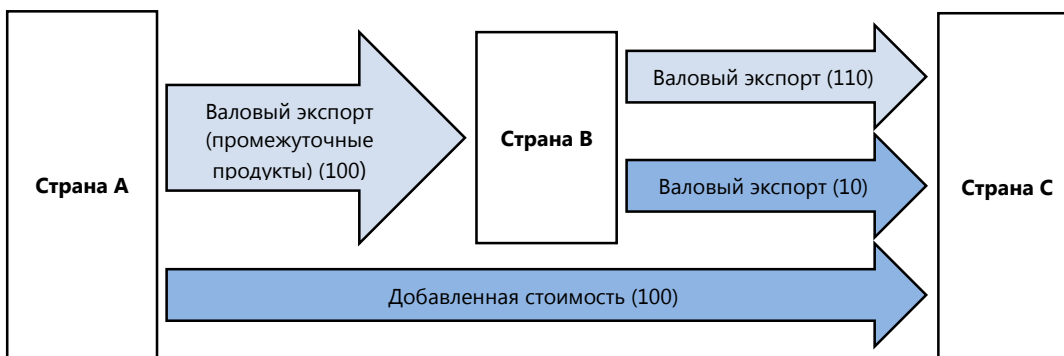 Страна A
Валовый экспорт
(промежуточные
продукты) (100)
Страна B
Валовый экспорт (110)
Валовый экспорт (10)
Добавленная стоимость (100)
Страна C